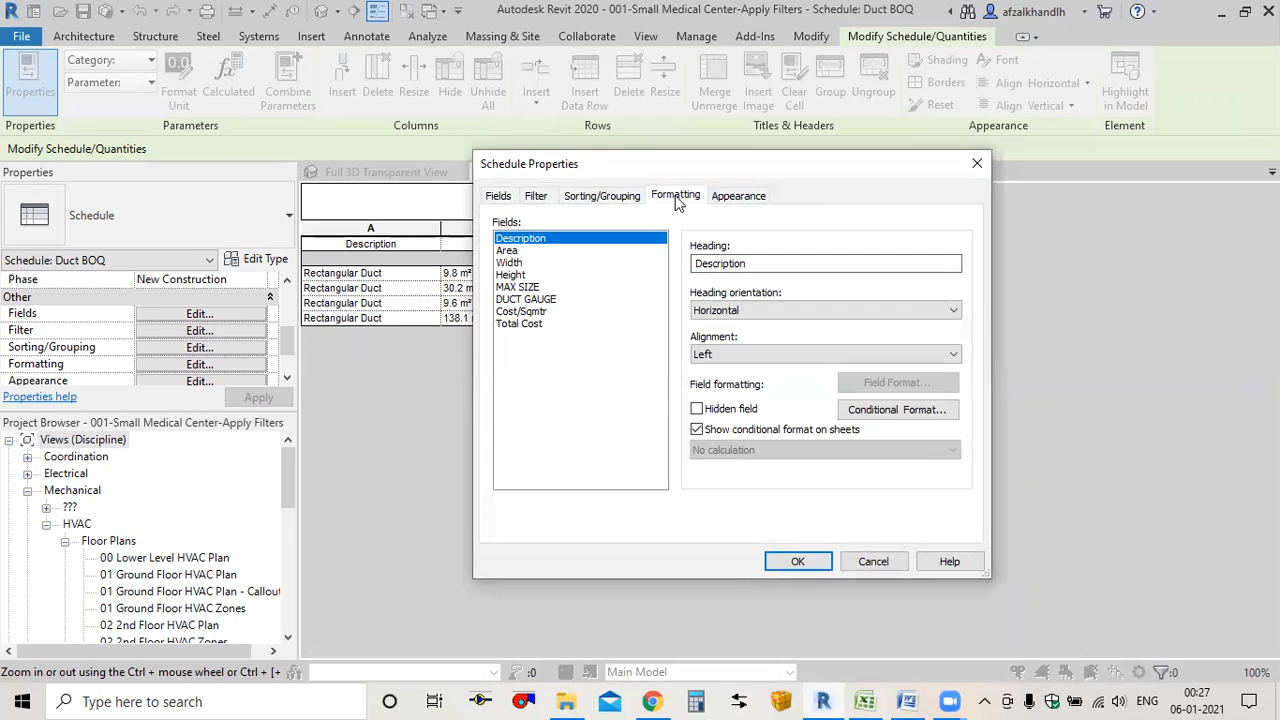 Autodesk Revit 2020 - 001-Small Medical Center-Apply Filters - Schedule: Duct BOQ
afzalkhandlh
File Architecture Structure Steel Systems Insert Annotate Analyze Massing & Site Collaborate View Manage Add-Ins Modify Modify Schedule/Quantities
Properties
Category:
Parameter:
Format Unit
Calculated
Combine Parameters
Insert Delete Resize Hide Unhide All
Insert Insert Data Row Delete Resize
Merge Unmerge Insert Image Clear Cell Group Ungroup
Shading Font
Borders Align Horizontal
Reset Align Vertical
Highlight in Model
Properties Parameters Columns Rows Titles & Headers Appearance Element
Modify Schedule/Quantities
Properties
Schedule
Schedule: Duct BOQ Edit Type
Phase New Construction
Other
Fields Edit...
Filter Edit...
Sorting/Grouping Edit...
Formatting Edit...
Appearance Edit...
Properties help Apply
Project Browser - 001-Small Medical Center-Apply Filters
Views (Discipline)
Coordination
Electrical
Mechanical
???
HVAC
Floor Plans
00 Lower Level HVAC Plan
01 Ground Floor HVAC Plan
01 Ground Floor HVAC Plan - Callou
01 Ground Floor HVAC Zones
02 2nd Floor HVAC Plan
02 2nd Floor HVAC Zones
Full 3D Transparent View
A
Description
Rectangular Duct 9.8 m²
Rectangular Duct 30.2 m
Rectangular Duct 9.6 m²
Rectangular Duct 138.1
Schedule Properties
Fields Filter Sorting/Grouping Formatting Appearance
Fields:
Description
Area
Width
Height
MAX SIZE
DUCT GAUGE
Cost/Sqmtr
Total Cost
Heading:
Description
Heading orientation:
Horizontal
Alignment:
Left
Field formatting: Field Format...
Hidden field Conditional Format...
Show conditional format on sheets
No calculation
OK Cancel Help
Zoom in or out using the Ctrl + mouse wheel or Ctrl + [+
:0
Main Model
:0
100%
Type here to search
ENG
00:27
06-01-2021